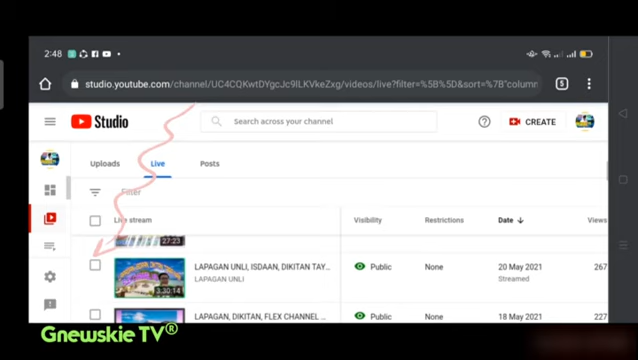 2:48
studio.youtube.com/channel/UC4CQKwtDYgcJc9ILKVkeZxg/videos/live?filter=%5B%5D&sort=%7B"column
5
Studio
Search across your channel
CREATE
Uploads
Live
Posts
Filter
Live stream
Visibility
Restrictions
Date
Views
27:23
LAPAGAN UNLI, ISDAAN, DIKITAN TAY...
Public
None
20 May 2021
267
LAPAGAN UNLI
Streamed
3:30:14
LAPAGAN, DIKITAN, FLEX CHANNEL ...
Public
None
18 May 2021
227
Gnewskie TV®